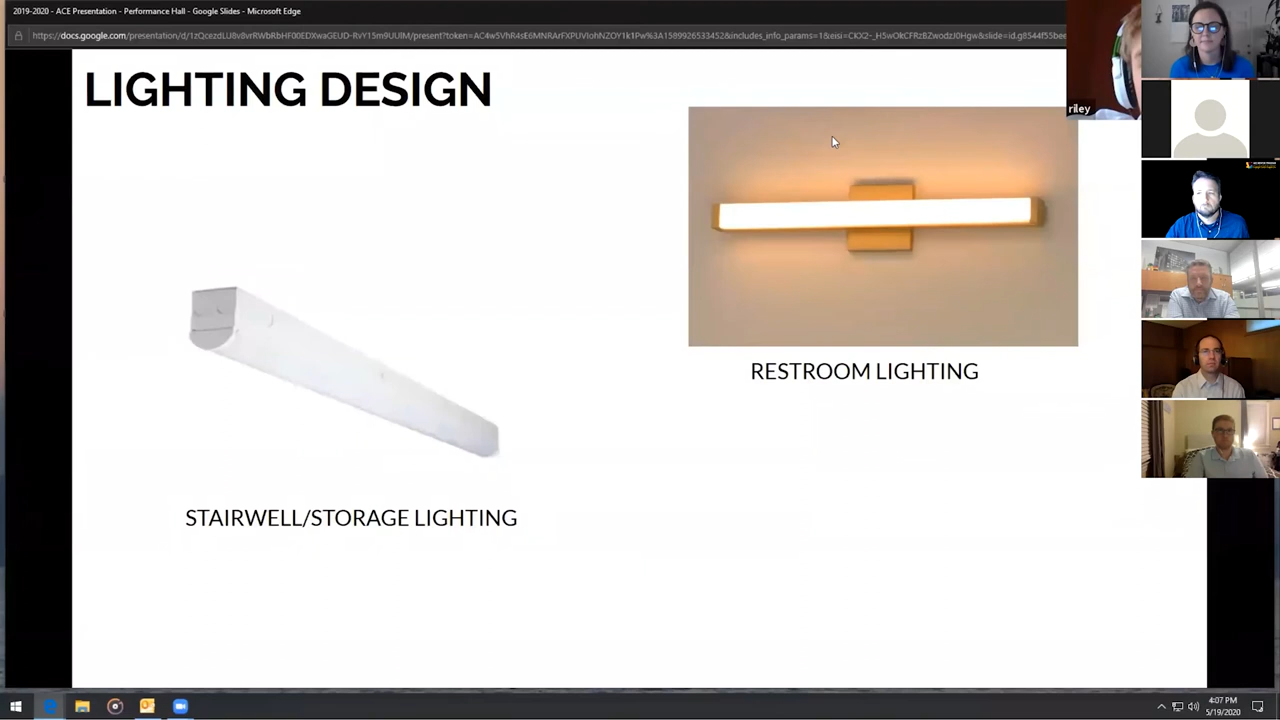 2019-2020 - ACE Presentation - Performance Hall - Google Slides - Microsoft Edge
LIGHTING DESIGN
riley
RESTROOM LIGHTING
STAIRWELL/STORAGE LIGHTING
4:07 PM
5/19/2020